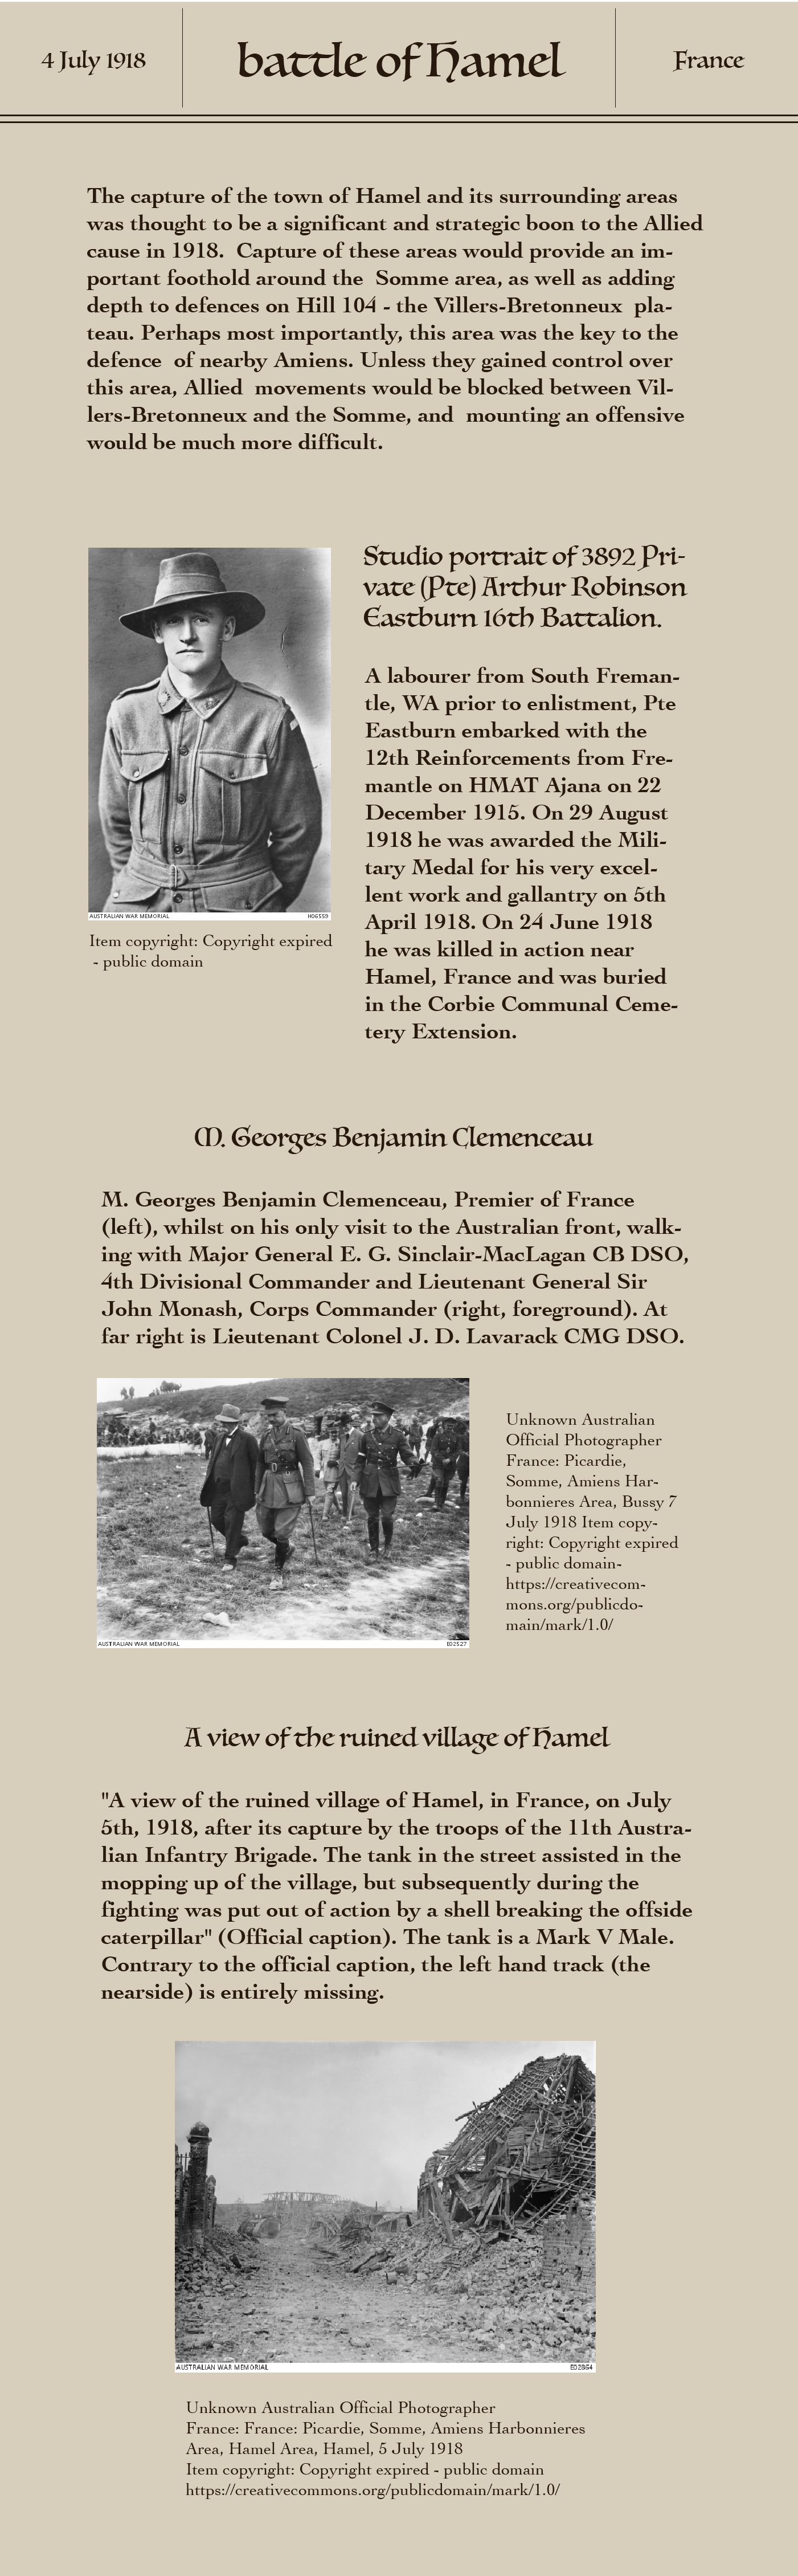 4 July 1918
battle of Hamel
France
The capture of the town of Hamel and its surrounding areas
was thought to be a significant and strategic boon to the Allied
cause in 1918.  Capture of these areas would provide an im-
portant foothold around the  Somme area, as well as adding
depth to defences on Hill 104 - the Villers-Bretonneux  pla-
teau. Perhaps most importantly, this area was the key to the
defence  of nearby Amiens. Unless they gained control over
this area, Allied  movements would be blocked between Vil-
lers-Bretonneux and the Somme, and  mounting an offensive
would be much more difficult.
AUSTRALIAN WAR MEMORIAL H06559
Item copyright: Copyright expired
- public domain
Studio portrait of 3892 Pri-
vate (Pte) Arthur Robinson
Eastburn 16th Battalion.
A labourer from South Freman-
tle, WA prior to enlistment, Pte
Eastburn embarked with the
12th Reinforcements from Fre-
mantle on HMAT Ajana on 22
December 1915. On 29 August
1918 he was awarded the Mili-
tary Medal for his very excel-
lent work and gallantry on 5th
April 1918. On 24 June 1918
he was killed in action near
Hamel, France and was buried
in the Corbie Communal Ceme-
tery Extension.
M. Georges Benjamin Clemenceau
M. Georges Benjamin Clemenceau, Premier of France
(left), whilst on his only visit to the Australian front, walk-
ing with Major General E. G. Sinclair-MacLagan CB DSO,
4th Divisional Commander and Lieutenant General Sir
John Monash, Corps Commander (right, foreground). At
far right is Lieutenant Colonel J. D. Lavarack CMG DSO.
AUSTRALIAN WAR MEMORIAL E02527
Unknown Australian
Official Photographer
France: Picardie,
Somme, Amiens Har-
bonnieres Area, Bussy 7
July 1918 Item copy-
right: Copyright expired
- public domain-
https://creativecom-
mons.org/publicdo-
main/mark/1.0/
A view of the ruined village of Hamel
"A view of the ruined village of Hamel, in France, on July
5th, 1918, after its capture by the troops of the 11th Austra-
lian Infantry Brigade. The tank in the street assisted in the
mopping up of the village, but subsequently during the
fighting was put out of action by a shell breaking the offside
caterpillar" (Official caption). The tank is a Mark V Male.
Contrary to the official caption, the left hand track (the
nearside) is entirely missing.
AUSTRALIAN WAR MEMORIAL E02864
Unknown Australian Official Photographer
France: France: Picardie, Somme, Amiens Harbonnieres
Area, Hamel Area, Hamel, 5 July 1918
Item copyright: Copyright expired - public domain
https://creativecommons.org/publicdomain/mark/1.0/